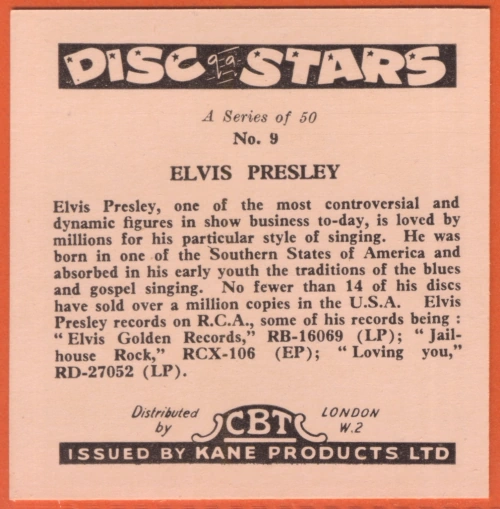 DISC STARS
A Series of 50
No. 9
ELVIS PRESLEY
Elvis Presley, one of the most controversial and
dynamic figures in show business to-day, is loved by
millions for his particular style of singing. He was
born in one of the Southern States of America and
absorbed in his early youth the traditions of the blues
and gospel singing. No fewer than 14 of his discs
have sold over a million copies in the U.S.A. Elvis
Presley records on R.C.A., some of his records being :
“ Elvis Golden Records,” RB-16069 (LP); “ Jail-
house Rock,” RCX-106 (EP); “ Loving you,”
RD-27052 (LP).
Distributed by CBT LONDON W.2
ISSUED BY KANE PRODUCTS LTD